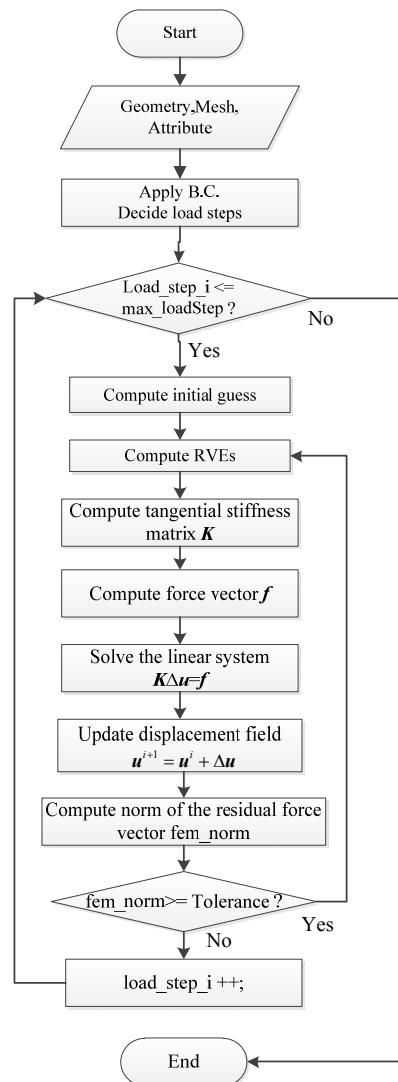 Start
Geometry,Mesh,
Attribute
Apply B.C.
Decide load steps
Load_step_i <=
max_loadStep ?
No
Yes
Compute initial guess
Compute RVEs
Compute tangential stiffness
matrix K
Compute force vector f
Solve the linear system
KΔu=f
Update displacement field
uⁱ⁺¹ = uⁱ + Δu
Compute norm of the residual force
vector fem_norm
fem_norm>= Tolerance ?
Yes
No
load_step_i ++;
End